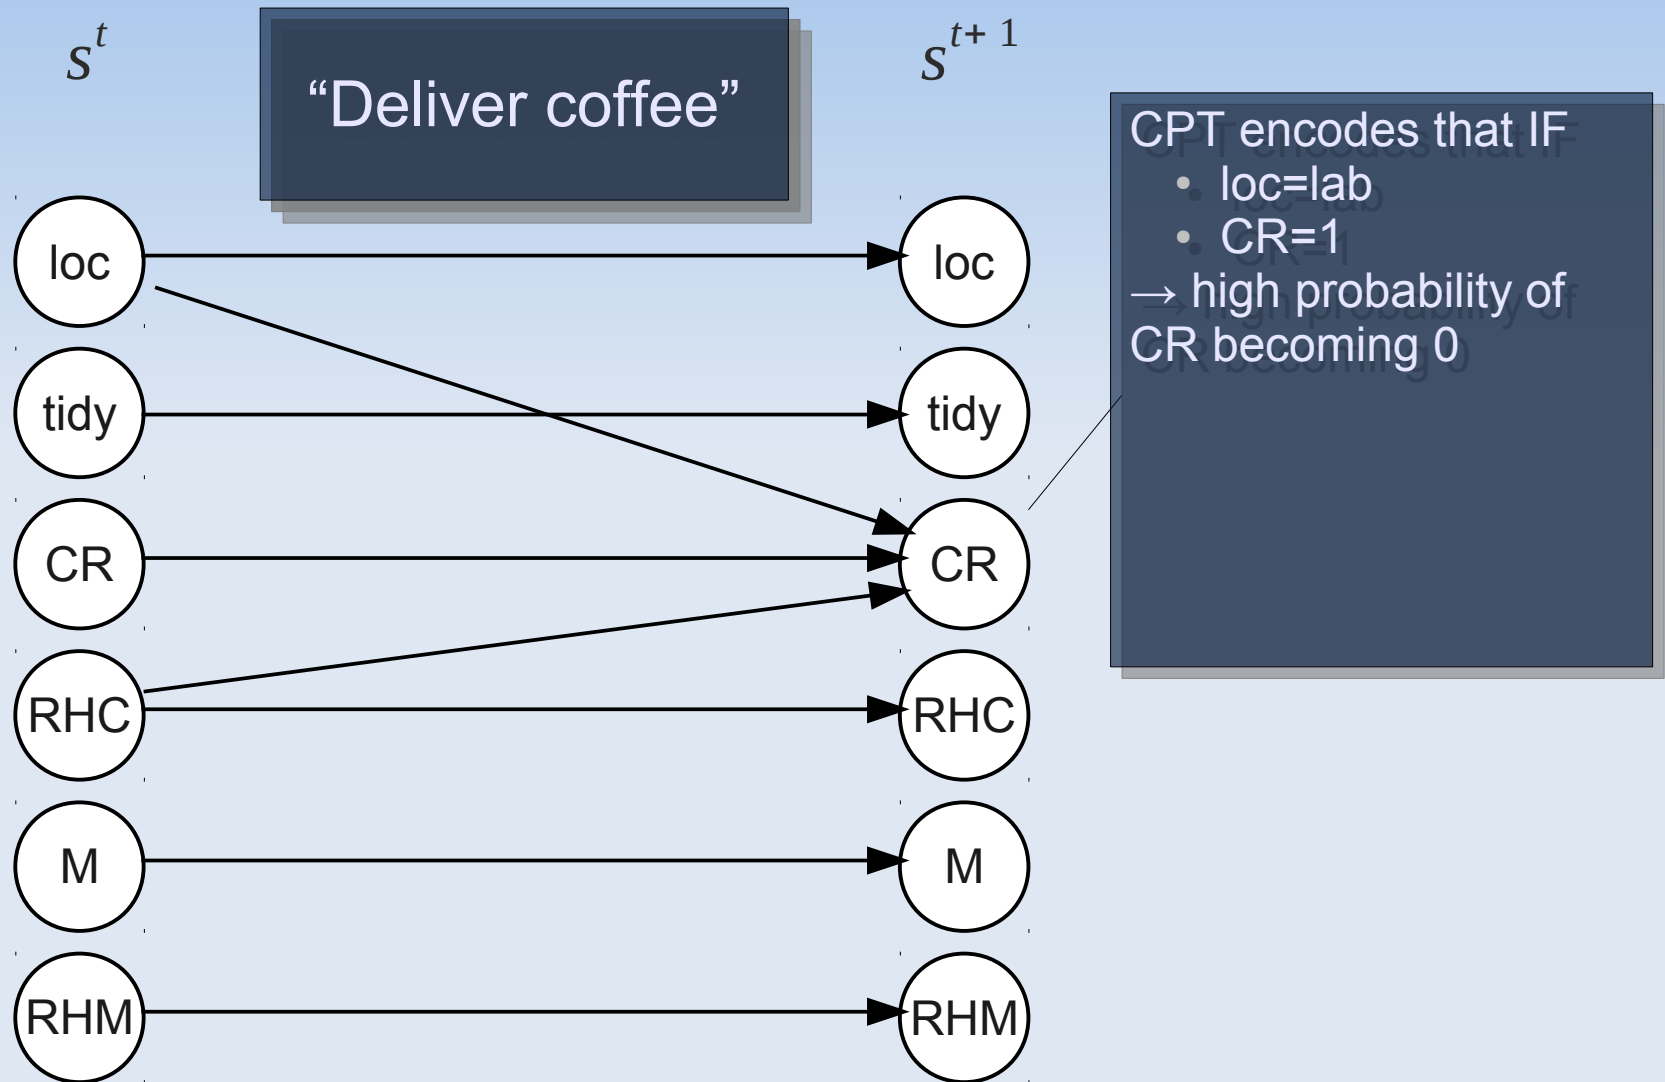 s^t
“Deliver coffee”
s^{t+1}
CPT encodes that IF
• loc=lab
• CR=1
→ high probability of
CR becoming 0
loc
loc
tidy
tidy
CR
CR
RHC
RHC
M
M
RHM
RHM